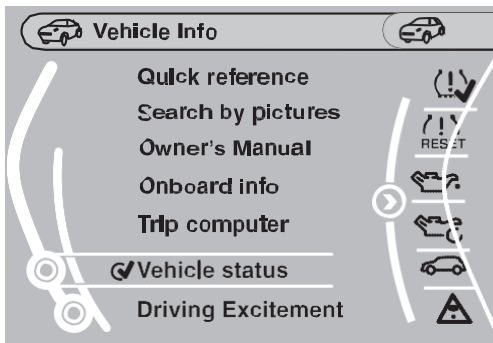 Vehicle Info
Quick reference
Search by pictures
Owner's Manual
RESET
Onboard info
Trip computer
Vehicle status
Driving Excitement